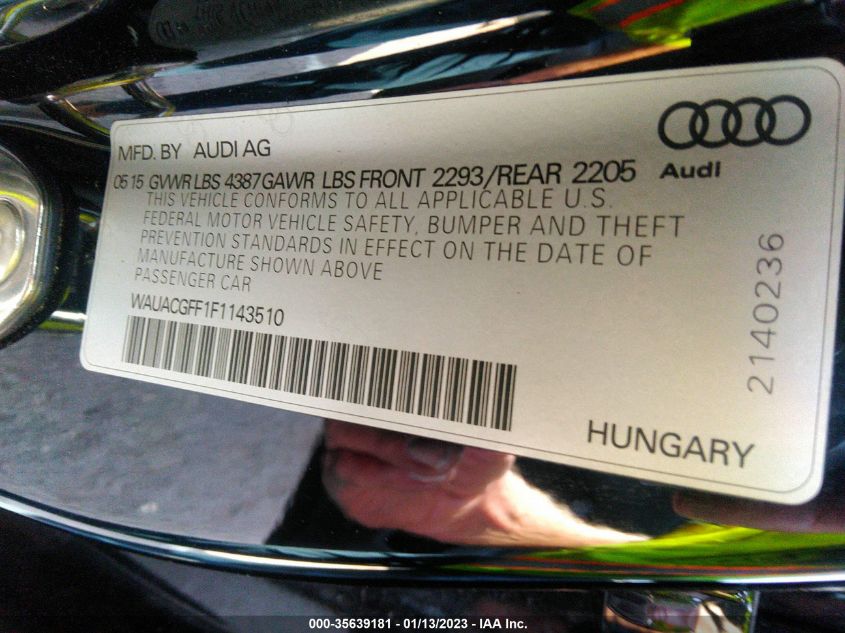 MFD. BY AUDI AG
Audi
05 15 GVWR LBS 4387 GAWR LBS FRONT 2293/REAR 2205
THIS VEHICLE CONFORMS TO ALL APPLICABLE U.S.
FEDERAL MOTOR VEHICLE SAFETY, BUMPER AND THEFT
PREVENTION STANDARDS IN EFFECT ON THE DATE OF
MANUFACTURE SHOWN ABOVE
PASSENGER CAR
WAUACGFF1F1143510
2140236
HUNGARY
000-35639181 - 01/13/2023 - IAA Inc.